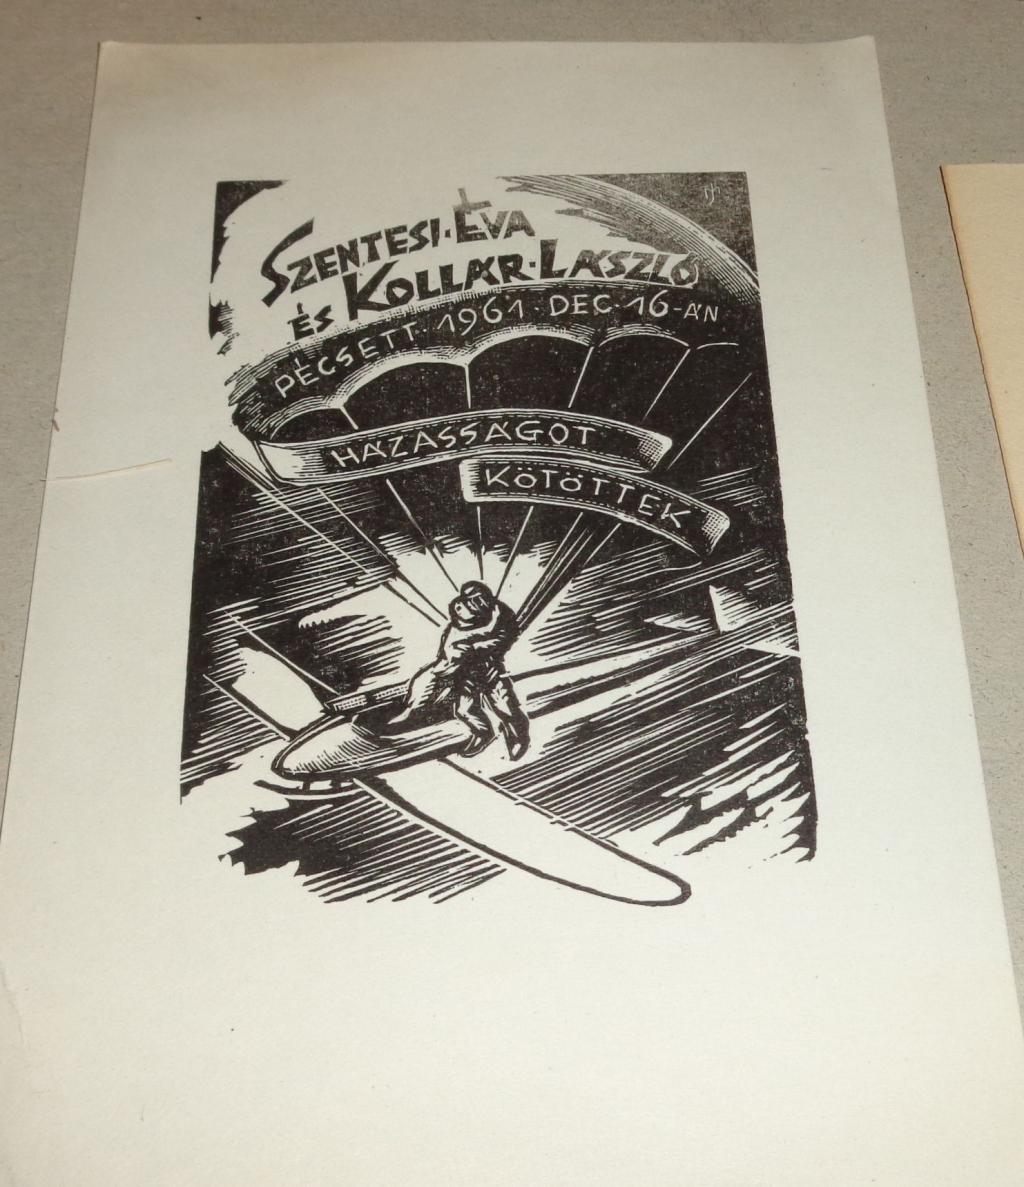 SZENTESI·ÉVA
ÉS KOLLÁR·LÁSZLÓ
PÉCSETT·1961·DEC·16-ÁN
HÁZASSÁGOT
KÖTÖTTEK